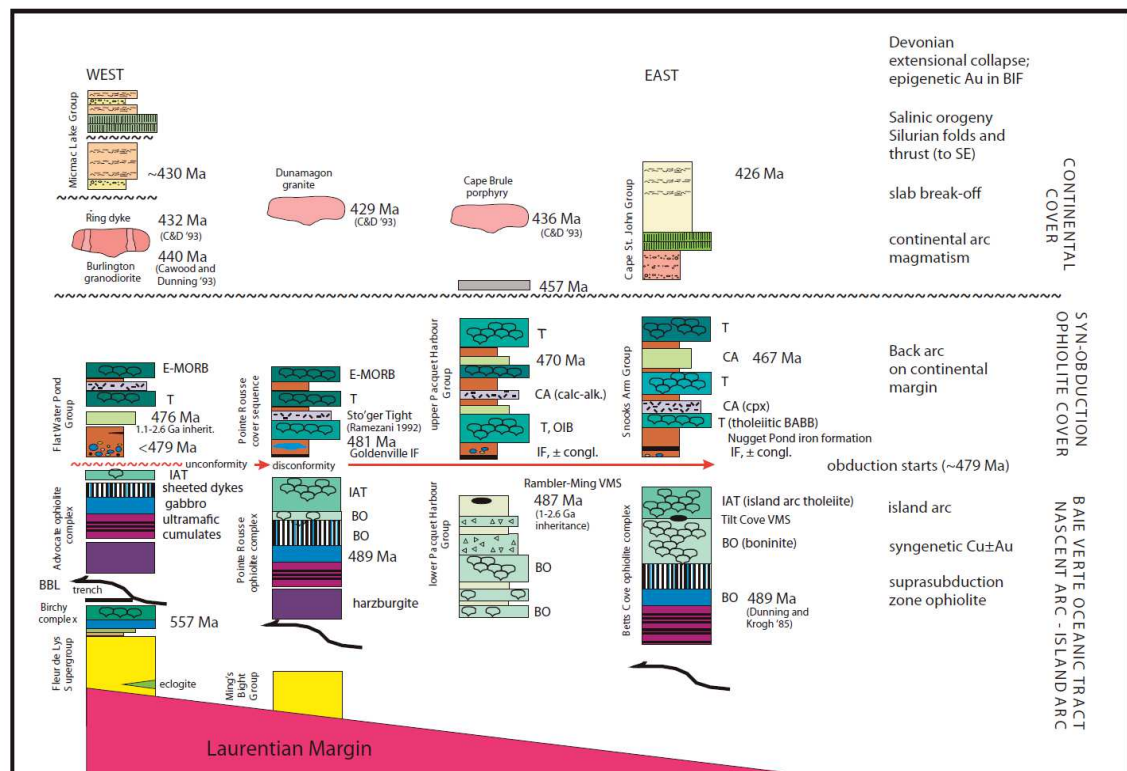 WEST
EAST
Devonian
extensional collapse;
epigenetic Au in BIF
Salinic orogeny
Silurian folds and
thrust (to SE)
slab break-off
continental arc
magmatism
CONTINENTAL
COVER
Micmac Lake Group
~430 Ma
Ring dyke
432 Ma
(C&D '93)
440 Ma
(Cawood and
Dunning '93)
Burlington
granodiorite
Dunamagon
granite
429 Ma
(C&D '93)
Cape Brule
porphyry
436 Ma
(C&D '93)
457 Ma
Cape St. John Group
426 Ma
SYN-OBDUCTION
OPHIOLITE COVER
Flat Water Pond
Group
E-MORB
T
476 Ma
1.1-2.6 Ga inherit.
<479 Ma
Pointe Rousse
cover sequence
E-MORB
T
Sto'ger Tight
(Ramezani 1992)
481 Ma
Goldenville IF
upper Pacquet Harbour
Group
T
470 Ma
CA (calc-alk.)
T, OIB
IF, ± congl.
Snooks Arm Group
T
CA 467 Ma
T
CA (cpx)
T (tholeiitic BABB)
Nugget Pond iron formation
IF, ± congl.
Back arc
on continental
margin
unconformity
disconformity
obduction starts (~479 Ma)
BAIE VERTE OCEANIC TRACT
NASCENT ARC - ISLAND ARC
Advocate ophiolite
complex
IAT
sheeted dykes
gabbro
ultramafic
cumulates
Pointe Rousse
ophiolite complex
IAT
BO
BO
489 Ma
harzburgite
lower Pacquet Harbour
Group
Rambler-Ming VMS
487 Ma
(1-2.6 Ga
inheritance)
BO
BO
Betts Cove ophiolite complex
IAT (island arc tholeiite)
Tilt Cove VMS
BO (boninite)
BO 489 Ma
(Dunning and
Krogh '85)
island arc
syngenetic Cu±Au
suprasubduction
zone ophiolite
BBL
trench
Birchy
complex
557 Ma
Fleur de Lys
Supergroup
eclogite
Ming's
Bight
Group
Laurentian Margin